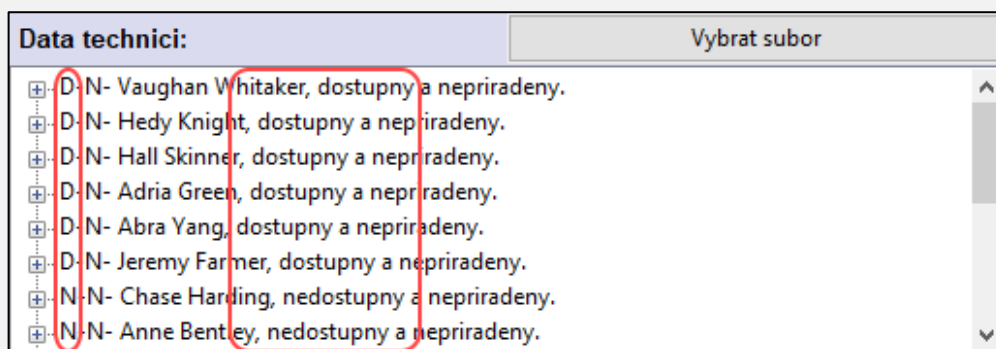 Data technici: Vybrat subor
D-N- Vaughan Whitaker, dostupny a nepriradeny.
D-N- Hedy Knight, dostupny a nepriradeny.
D-N- Hall Skinner, dostupny a nepriradeny.
D-N- Adria Green, dostupny a nepriradeny.
D-N- Abra Yang, dostupny a nepriradeny.
D-N- Jeremy Farmer, dostupny a nepriradeny.
N-N- Chase Harding, nedostupny a nepriradeny.
N-N- Anne Bentley, nedostupny a nepriradeny.